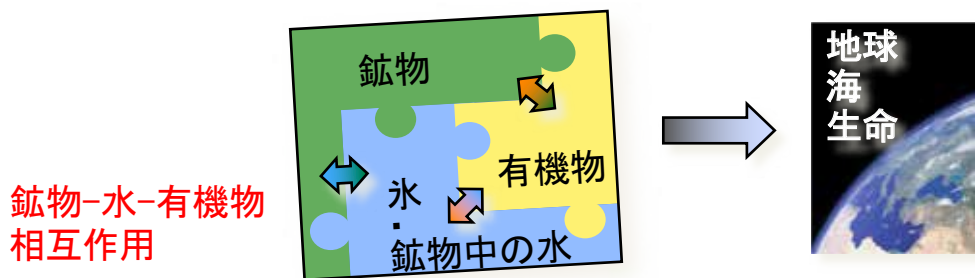 鉱物
有機物
氷
・
鉱物中の水
鉱物-水-有機物
相互作用
地球
海
生命